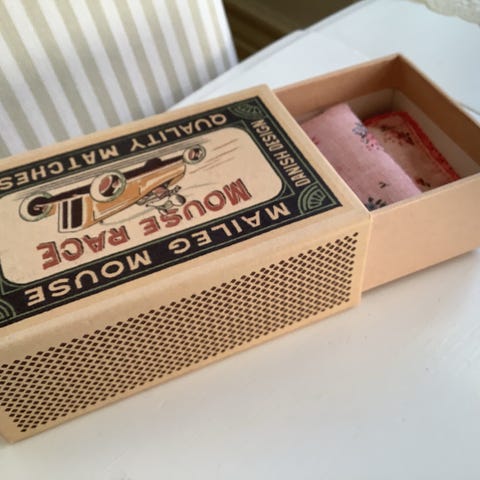 MAILEG MOUSE
MOUSE RACE
DANISH DESIGN
QUALITY MATCHES